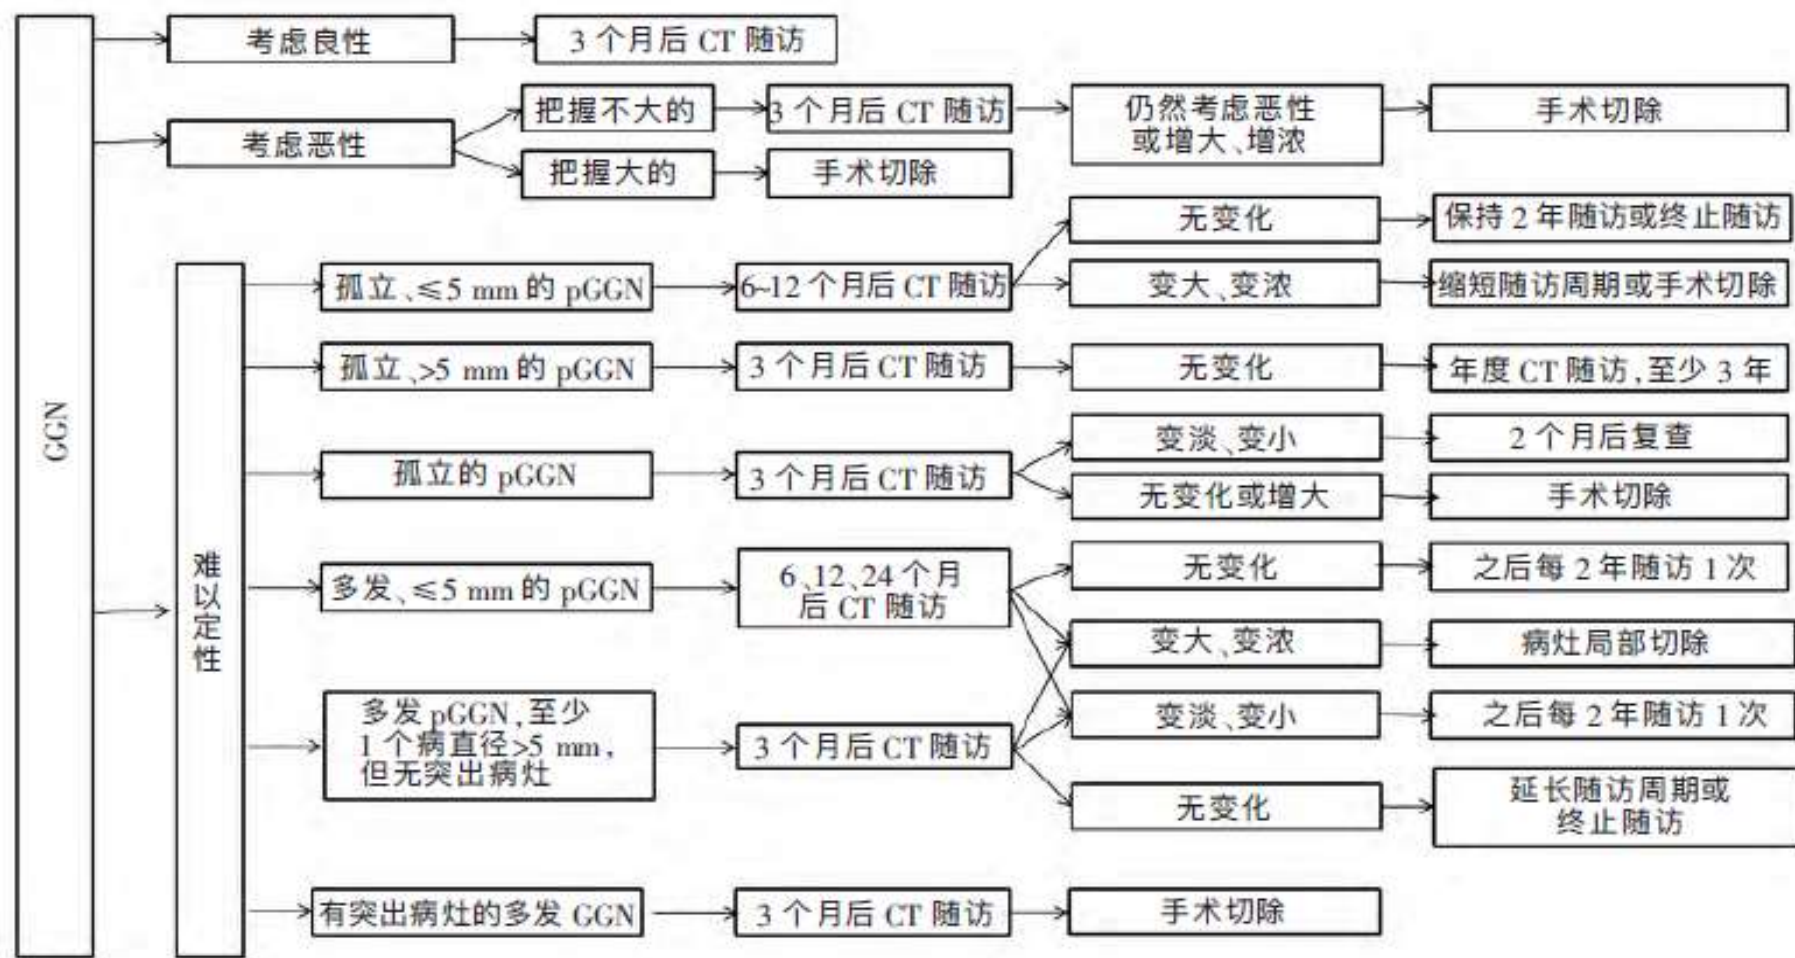 GGN
考虑良性
3 个月后 CT 随访
考虑恶性
把握不大的
3 个月后 CT 随访
仍然考虑恶性
或增大、增浓
手术切除
把握大的
手术切除
难以定性
孤立、≤5 mm 的 pGGN
6~12 个月后 CT 随访
无变化
保持 2 年随访或终止随访
变大、变浓
缩短随访周期或手术切除
孤立、>5 mm 的 pGGN
3 个月后 CT 随访
无变化
年度 CT 随访,至少 3 年
孤立的 pGGN
3 个月后 CT 随访
变淡、变小
2 个月后复查
无变化或增大
手术切除
多发、≤5 mm 的 pGGN
6、12、24 个月
后 CT 随访
无变化
之后每 2 年随访 1 次
变大、变浓
病灶局部切除
多发 pGGN,至少
1 个病直径>5 mm,
但无突出病灶
3 个月后 CT 随访
变淡、变小
之后每 2 年随访 1 次
无变化
延长随访周期或
终止随访
有突出病灶的多发 GGN
3 个月后 CT 随访
手术切除